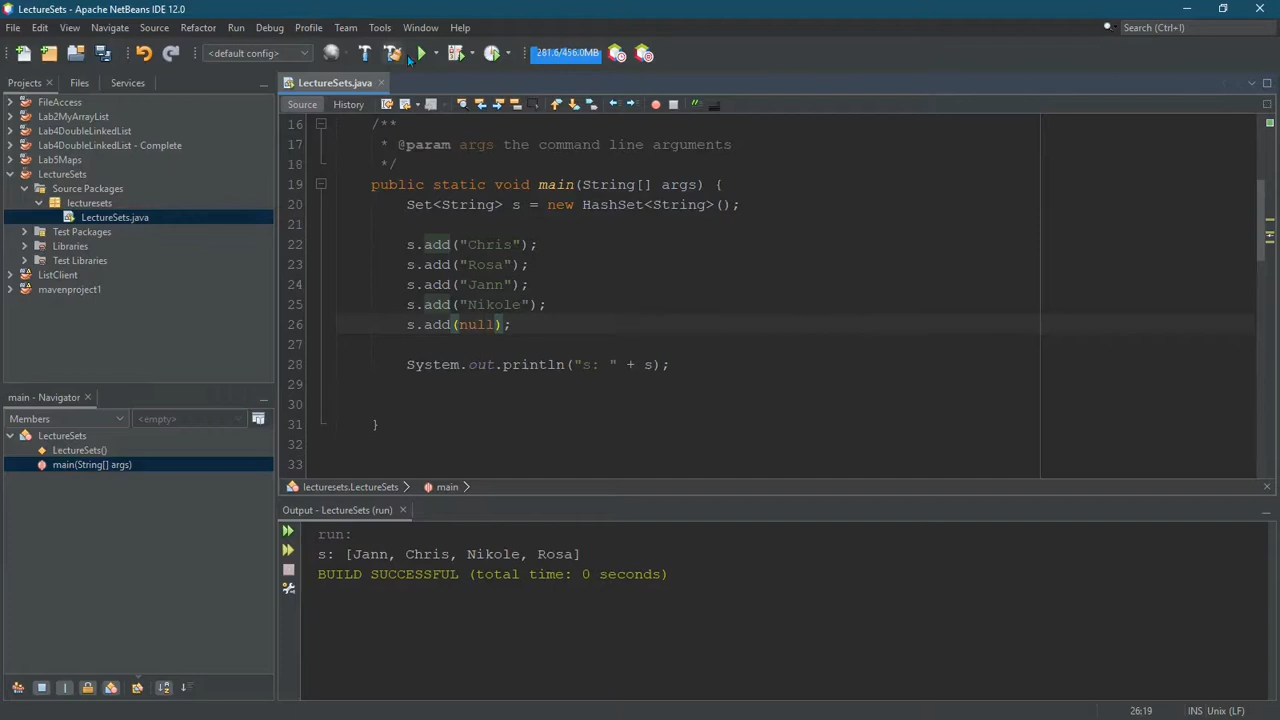 LectureSets - Apache NetBeans IDE 12.0
File Edit View Navigate Source Refactor Run Debug Profile Team Tools Window Help
Search (Ctrl+I)
<default config>
281.6/456.0MB
Projects Files Services
LectureSets.java
FileAccess
Lab2MyArrayList
Lab4DoubleLinkedList
Lab4DoubleLinkedList - Complete
Lab5Maps
LectureSets
Source Packages
lecturesets
LectureSets.java
Test Packages
Libraries
Test Libraries
ListClient
mavenproject1
Source History
16 /**
17 * @param args the command line arguments
18 */
19 public static void main(String[] args) {
20 Set<String> s = new HashSet<String>();
21
22 s.add("Chris");
23 s.add("Rosa");
24 s.add("Jann");
25 s.add("Nikole");
26 s.add(null);
27
28 System.out.println("s: " + s);
29
30
31 }
32
33
main - Navigator
Members <empty>
LectureSets
LectureSets()
main(String[] args)
lecturesets.LectureSets main
Output - LectureSets (run)
run:
s: [Jann, Chris, Nikole, Rosa]
BUILD SUCCESSFUL (total time: 0 seconds)
26:19 INS Unix (LF)